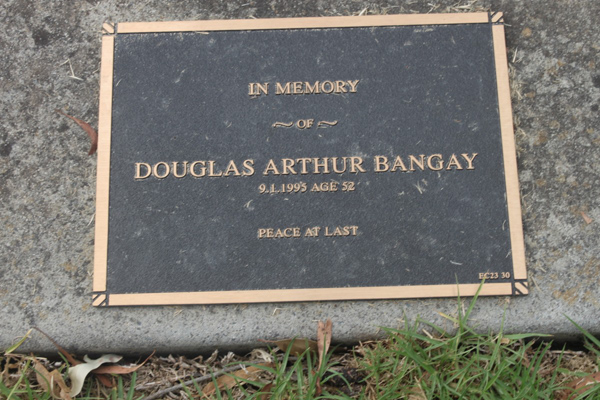 IN MEMORY
OF
DOUGLAS ARTHUR BANGAY
9.1.1995 AGE 52
PEACE AT LAST
EC23 30